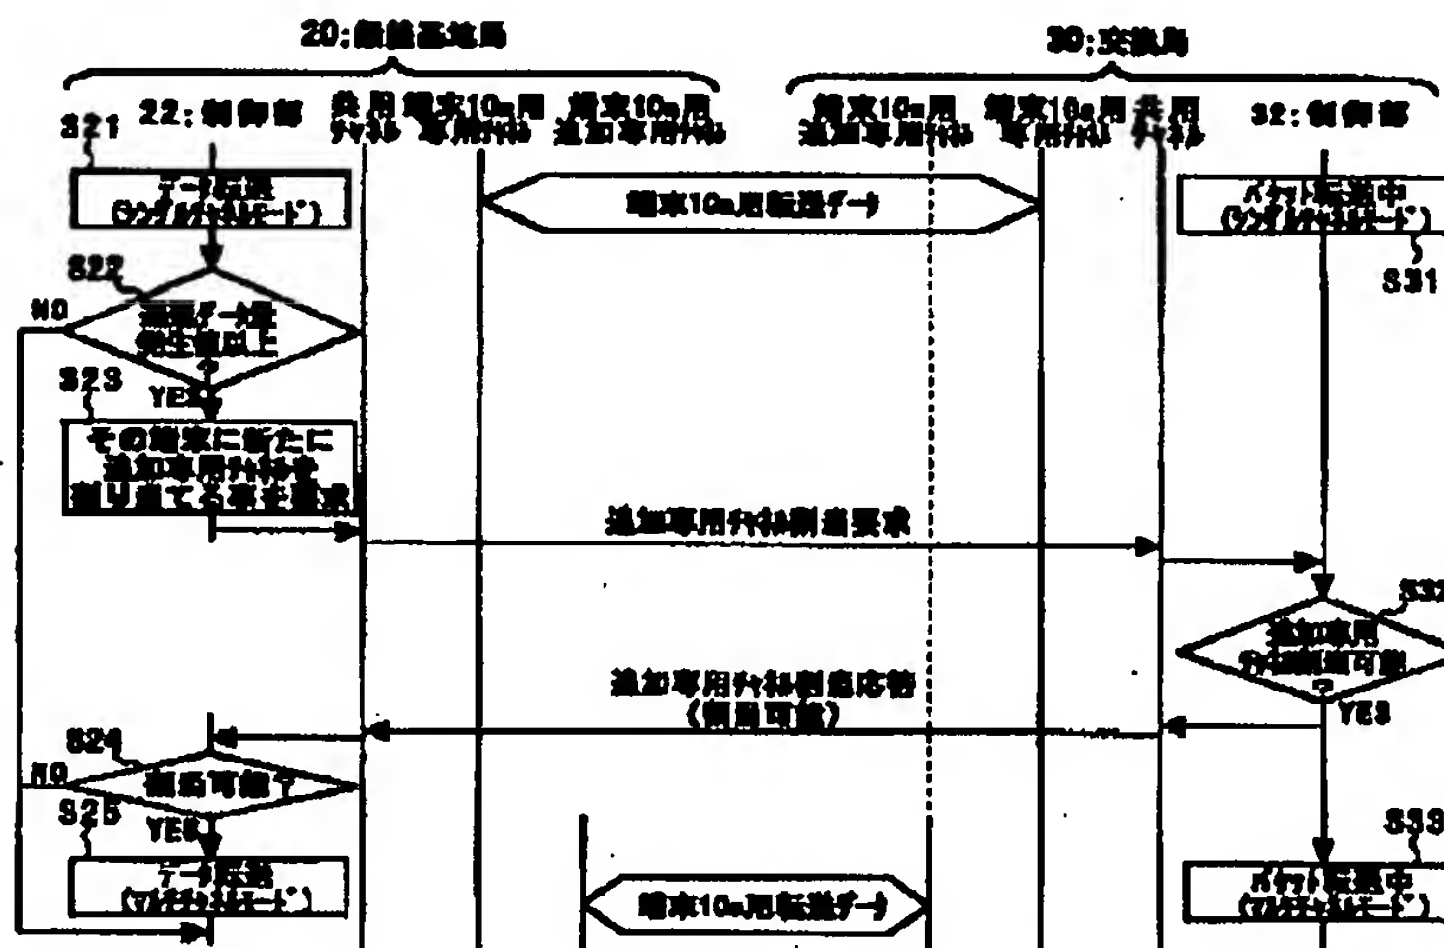 20:無線基地局
30:交換局
S21
22:制御部
共用
チャネル
端末10m用
専用チャネル
端末10m用
追加専用チャネル
端末10m用
追加専用チャネル
端末10m用
専用チャネル
共用
チャネル
32:制御部
データ転送
(シングルチャネルモード)
端末10m用転送データ
パケット転送中
(シングルチャネルモード)
S31
S22
NO
データ量
以上
?
YES
S23
その端末に新たに
追加専用チャネルを
割り当てる事を要求
追加専用チャネル割当要求
S32
追加専用
チャネル割当可能
?
YES
追加専用チャネル割当応答
(割当可能)
S24
NO
割当可能?
YES
S25
データ転送
(マルチチャネルモード)
端末10m用転送データ
S33
パケット転送中
(マルチチャネルモード)